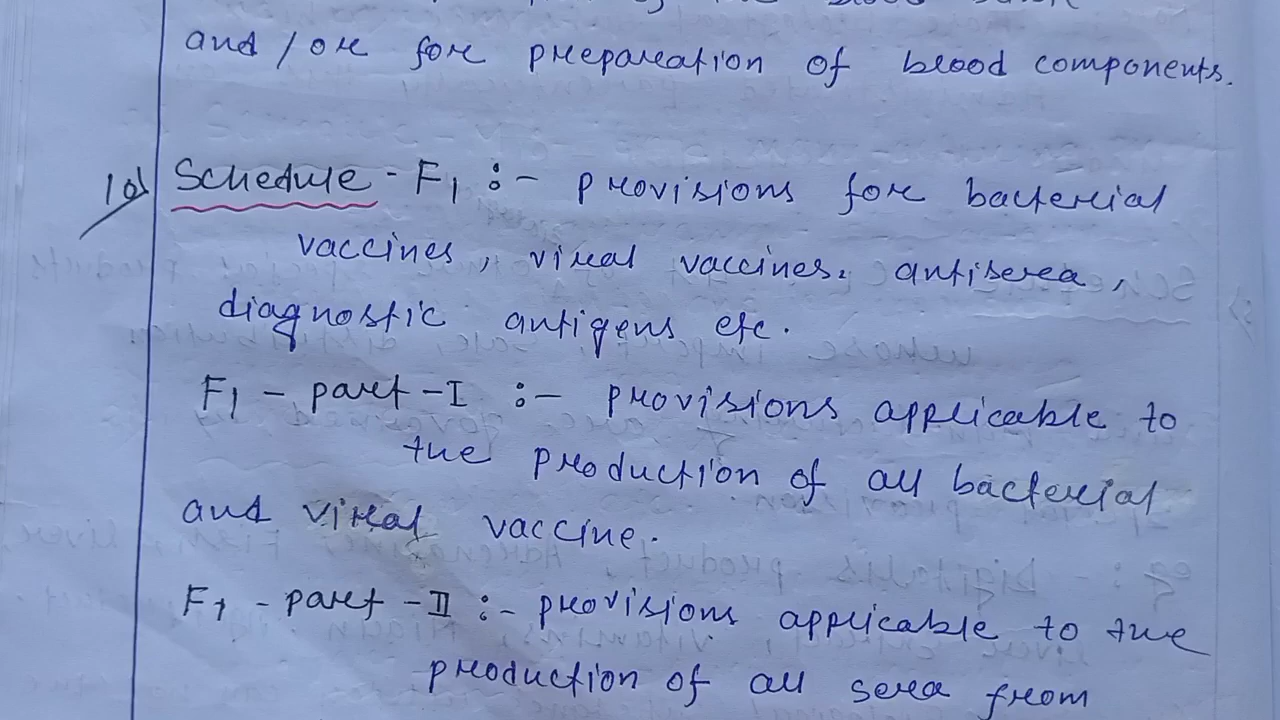 and / or for preparation of blood components.
10) Schedule - F1 :- provisions for bacterial
vaccines, viral vaccines, antisera,
diagnostic antigens etc.
F1 - part - I :- provisions applicable to
the production of all bacterial
and viral vaccine.
F1 - part - II :- provisions applicable to the
production of all sera from